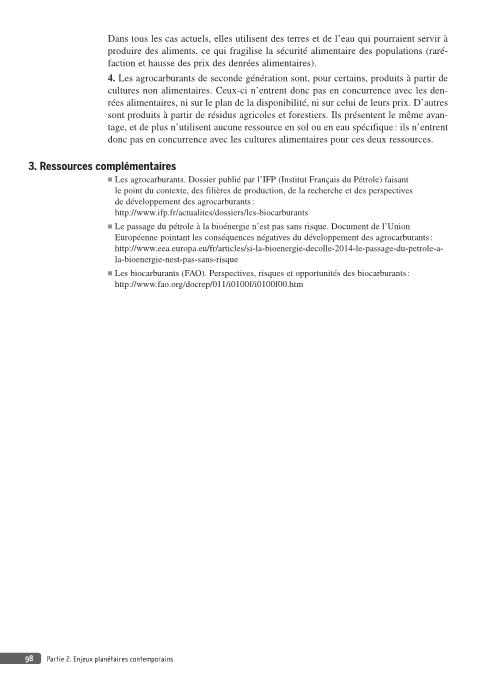 Dans tous les cas actuels, elles utilisent des terres et de l’eau qui pourraient servir à
produire des aliments, ce qui fragilise la sécurité alimentaire des populations (raré-
faction et hausse des prix des denrées alimentaires).
4. Les agrocarburants de seconde génération sont, pour certains, produits à partir de
cultures non alimentaires. Ceux-ci n’entrent donc pas en concurrence avec les den-
rées alimentaires, ni sur le plan de la disponibilité, ni sur celui de leurs prix. D’autres
sont produits à partir de résidus agricoles et forestiers. Ils présentent le même avan-
tage, et de plus n’utilisent aucune ressource en sol ou en eau spécifique : ils n’entrent
donc pas en concurrence avec les cultures alimentaires pour ces deux ressources.
3. Ressources complémentaires
■ Les agrocarburants. Dossier publié par l’IFP (Institut Français du Pétrole) faisant
le point du contexte, des filières de production, de la recherche et des perspectives
de développement des agrocarburants :
http://www.ifp.fr/actualites/dossiers/les-biocarburants
■ Le passage du pétrole à la bioénergie n’est pas sans risque. Document de l’Union
Européenne pointant les conséquences négatives du développement des agrocarburants :
http://www.eea.europa.eu/fr/articles/si-la-bioenergie-decolle-2014-le-passage-du-petrole-a-
la-bioenergie-nest-pas-sans-risque
■ Les biocarburants (FAO). Perspectives, risques et opportunités des biocarburants :
http://www.fao.org/docrep/011/i0100f/i0100f00.htm
98 Partie 2. Enjeux planétaires contemporains